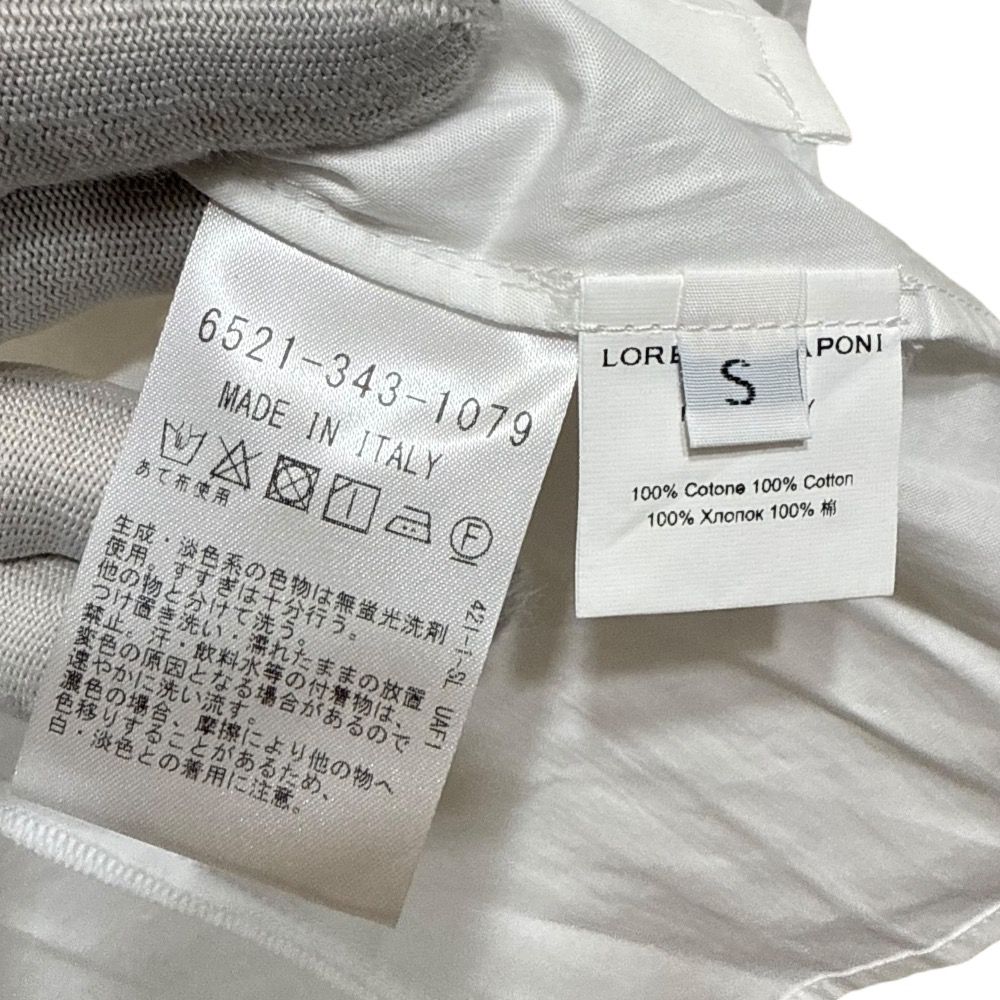 6521-343-1079
MADE IN ITALY
あて布使用
F
生成・淡色系の色物は無蛍光洗剤
使用。すすぎは十分行う。
他の物と分けて洗う。
つけ置き洗い・濡れたままの放置
禁止。汗・飲料水等の付着物は、
変色の原因となる場合があるので
速やかに洗い流す。
濃色の場合、摩擦により他の物へ
色移りすることがあるため、
白・淡色との着用に注意。
421-1-SL UAF1
LORE
APONI
S
Y
100% Cotone 100% Cotton
100% Хлопок 100% 棉